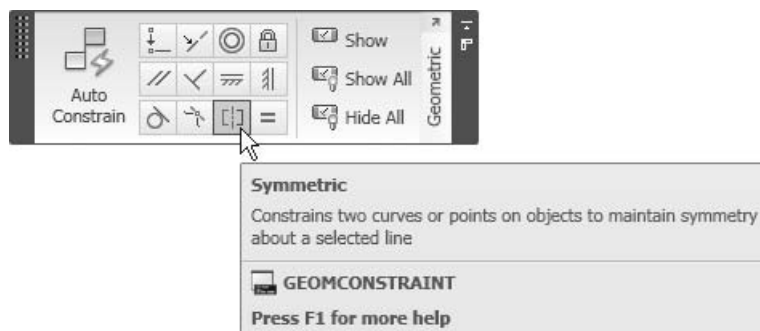 Auto
Constrain
Show
Show All
Hide All
Geometric
Symmetric
Constrains two curves or points on objects to maintain symmetry
about a selected line
GEOMCONSTRAINT
Press F1 for more help